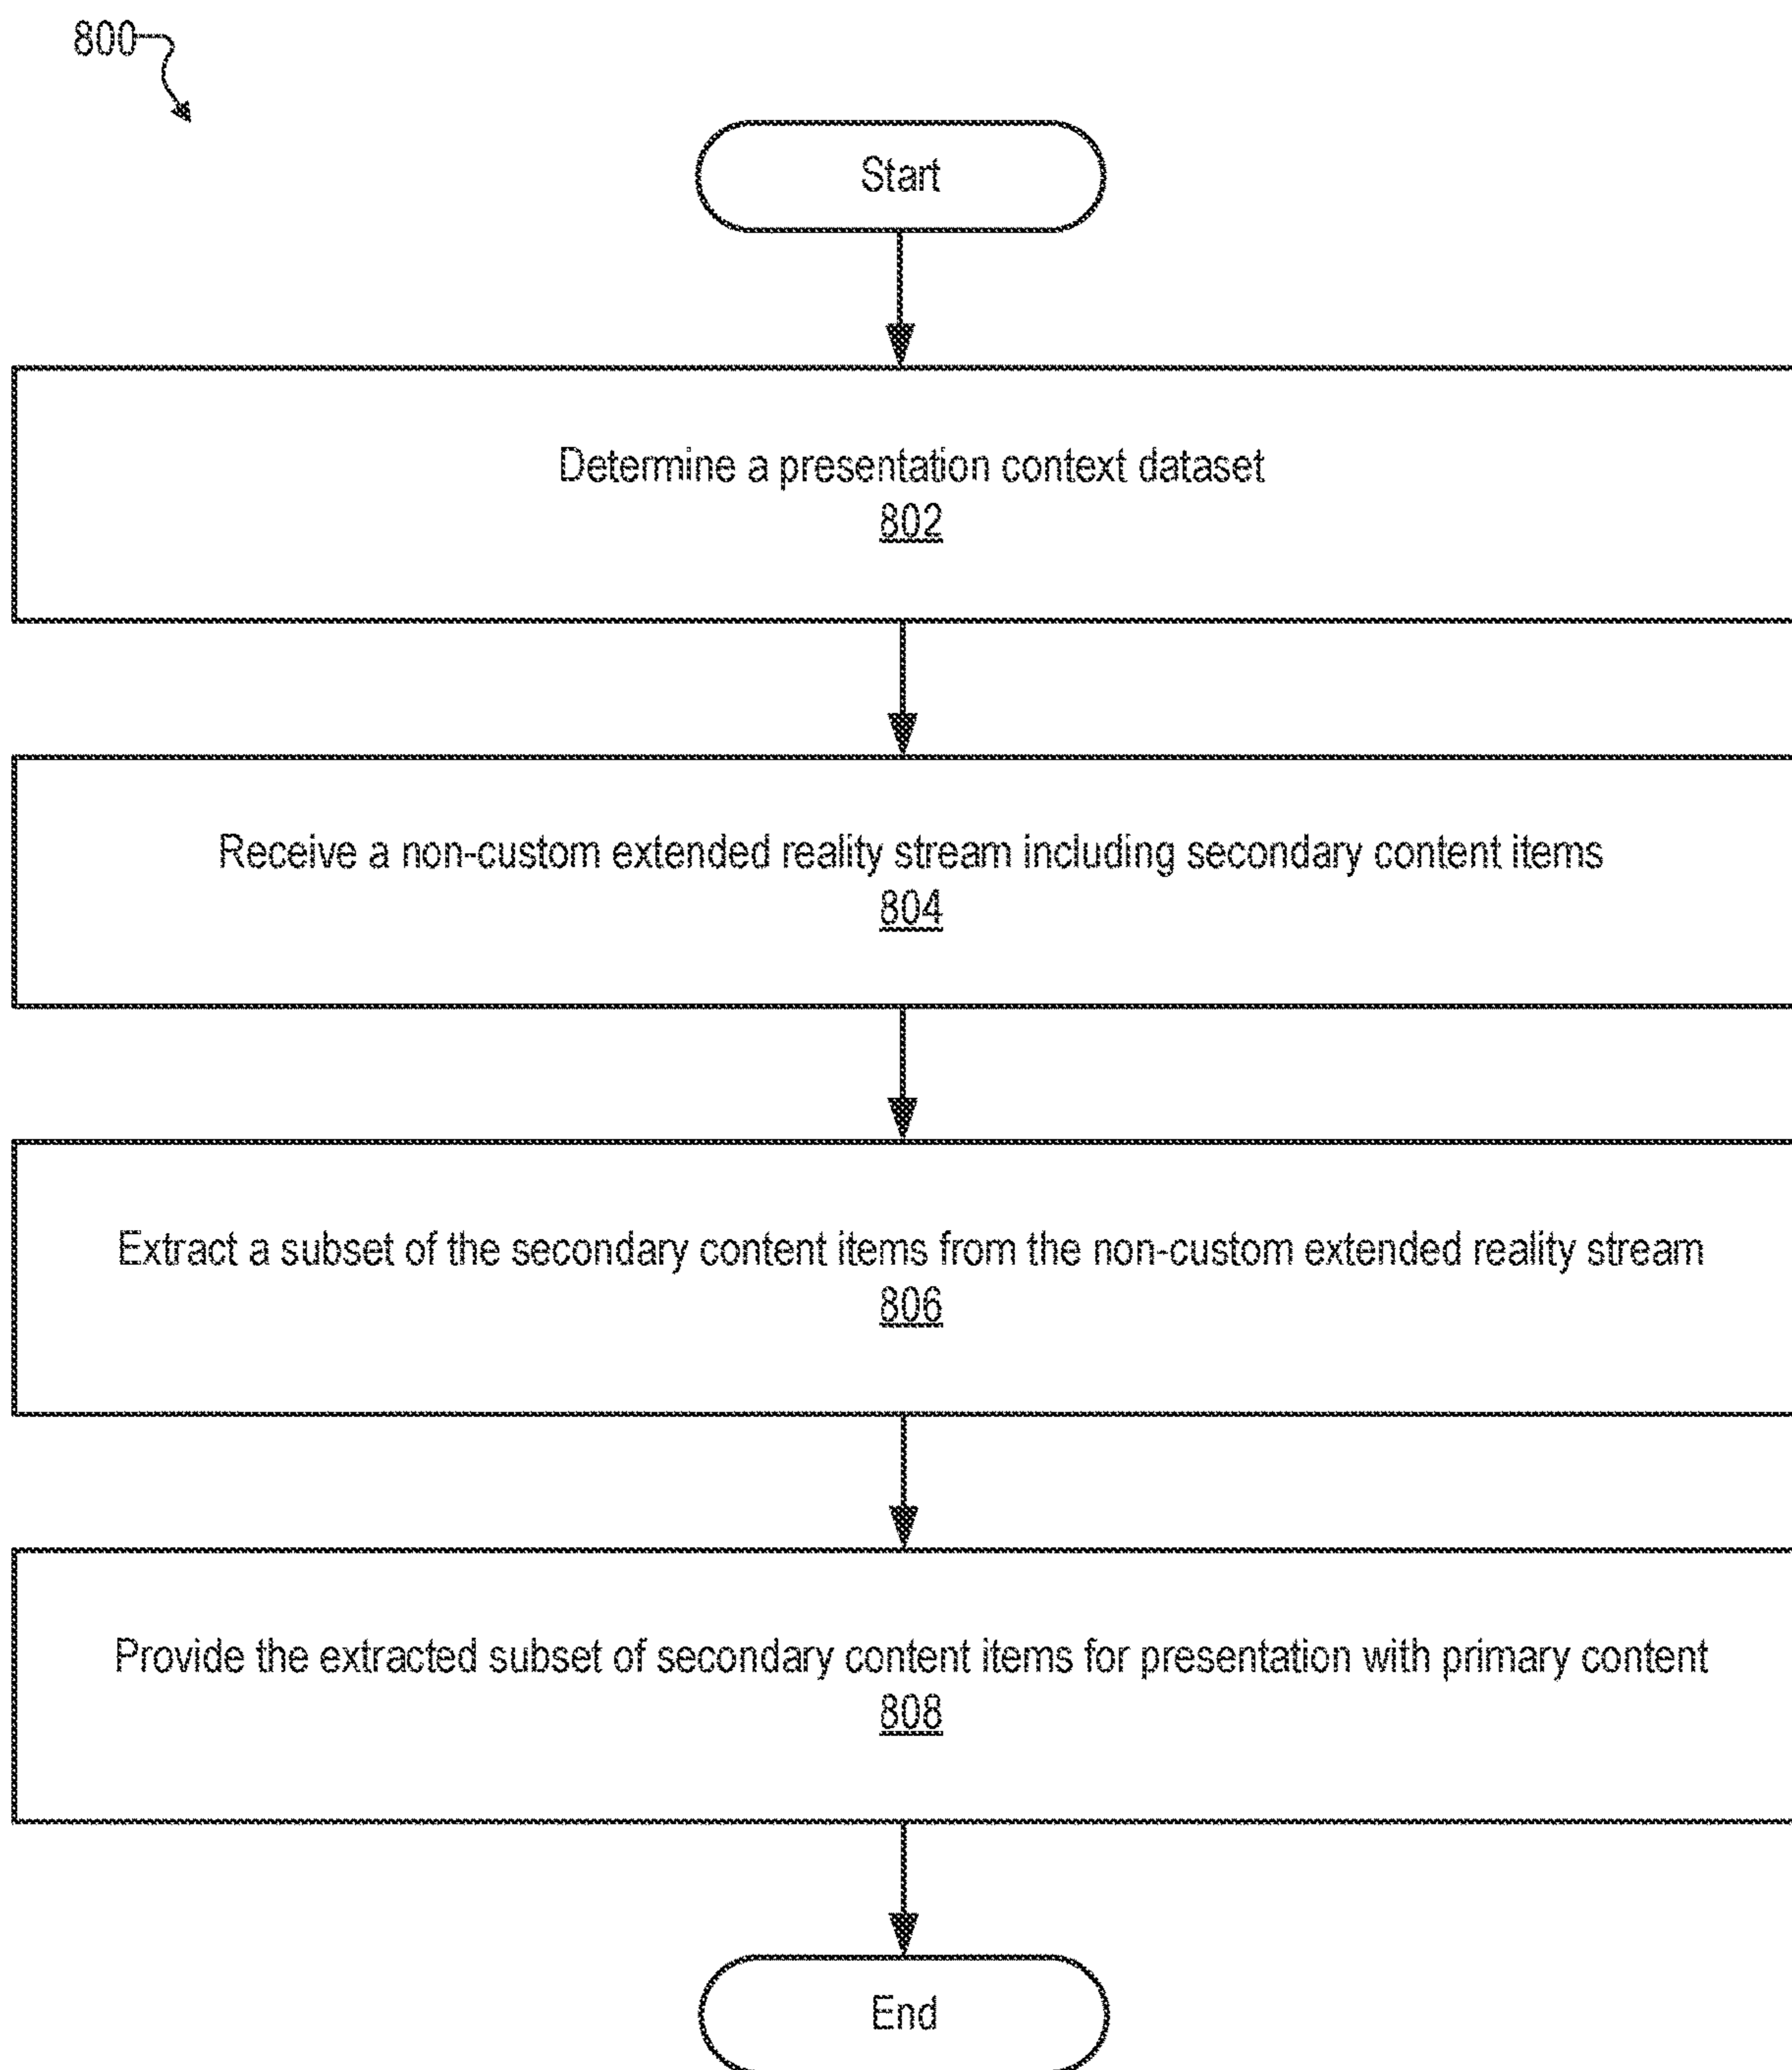 800
Start
Determine a presentation context dataset
802
Receive a non-custom extended reality stream including secondary content items
804
Extract a subset of the secondary content items from the non-custom extended reality stream
806
Provide the extracted subset of secondary content items for presentation with primary content
808
End